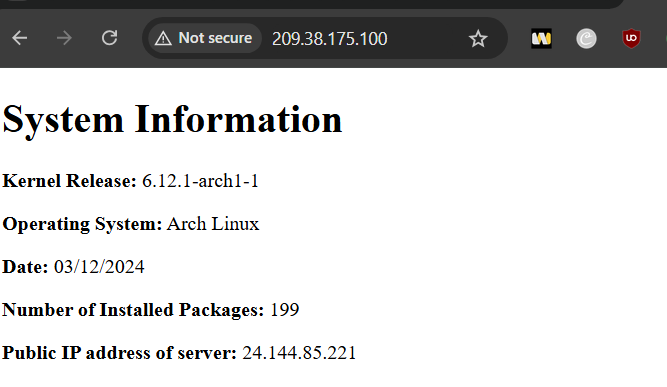 Not secure 209.38.175.100
System Information
Kernel Release: 6.12.1-arch1-1
Operating System: Arch Linux
Date: 03/12/2024
Number of Installed Packages: 199
Public IP address of server: 24.144.85.221